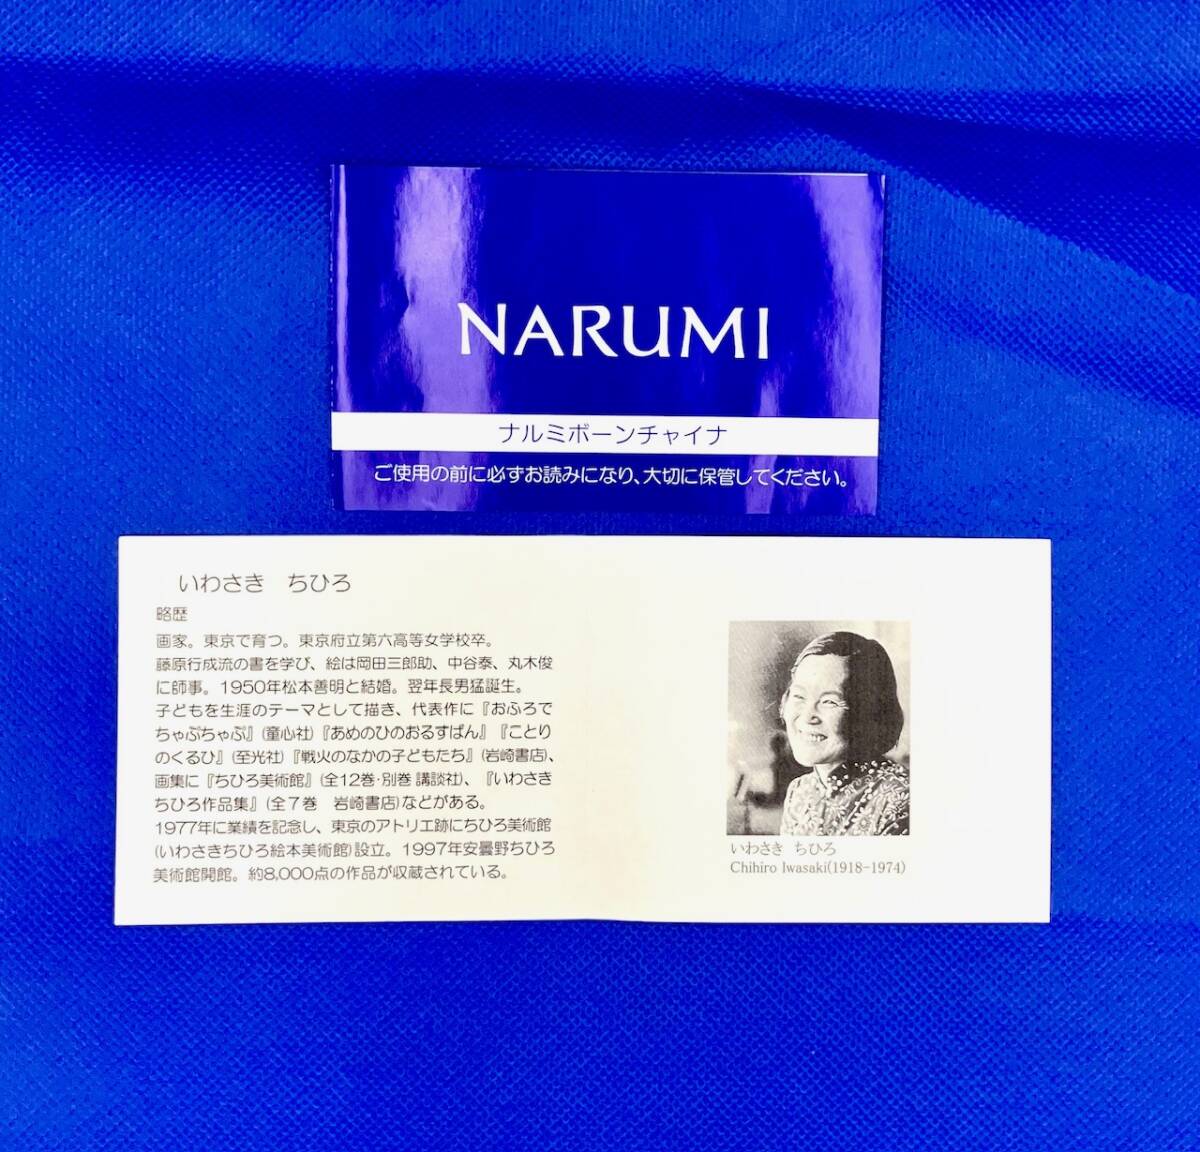 NARUMI
ナルミボーンチャイナ
ご使用の前に必ずお読みになり、大切に保管してください。
いわさき ちひろ
略歴
画家。東京で育つ。東京府立第六高等女学校卒。
藤原行成流の書を学び、絵は岡田三郎助、中谷泰、丸木俊
に師事。1950年松本善明と結婚。翌年長男猛誕生。
子どもを生涯のテーマとして描き、代表作に『おふろで
ちゃぷちゃぷ』(童心社)『あめのひのおるすばん』『ことり
のくるひ』(至光社)『戦火のなかの子どもたち』(岩崎書店)、
画集に『ちひろ美術館』(全12巻・別巻 講談社)、『いわさき
ちひろ作品集』(全7巻 岩崎書店)などがある。
1977年に業績を記念し、東京のアトリエ跡にちひろ美術館
(いわさきちひろ絵本美術館)設立。1997年安曇野ちひろ
美術館開館。約8,000点の作品が収蔵されている。
いわさき ちひろ
Chihiro Iwasaki(1918-1974)